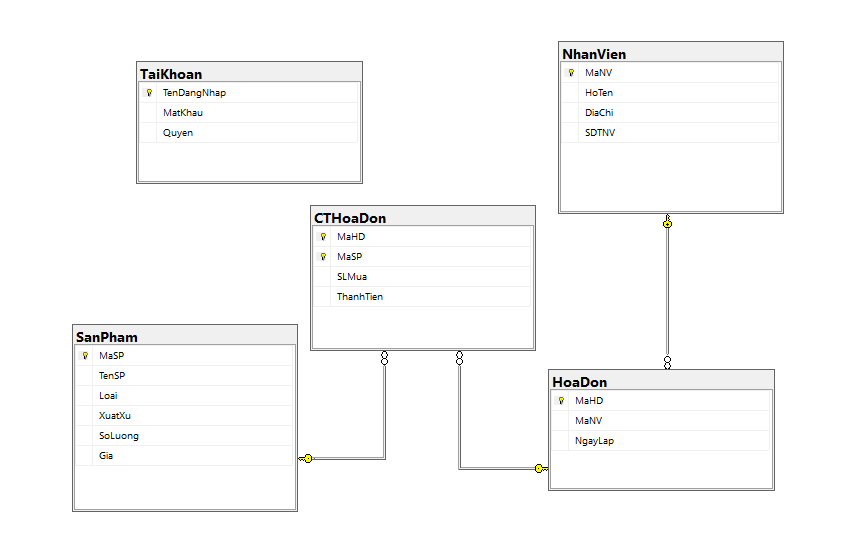 TaiKhoan
TenDangNhap
MatKhau
Quyen
NhanVien
MaNV
HoTen
DiaChi
SDTNV
CTHoaDon
MaHD
MaSP
SLMua
ThanhTien
SanPham
MaSP
TenSP
Loai
XuatXu
SoLuong
Gia
HoaDon
MaHD
MaNV
NgayLap